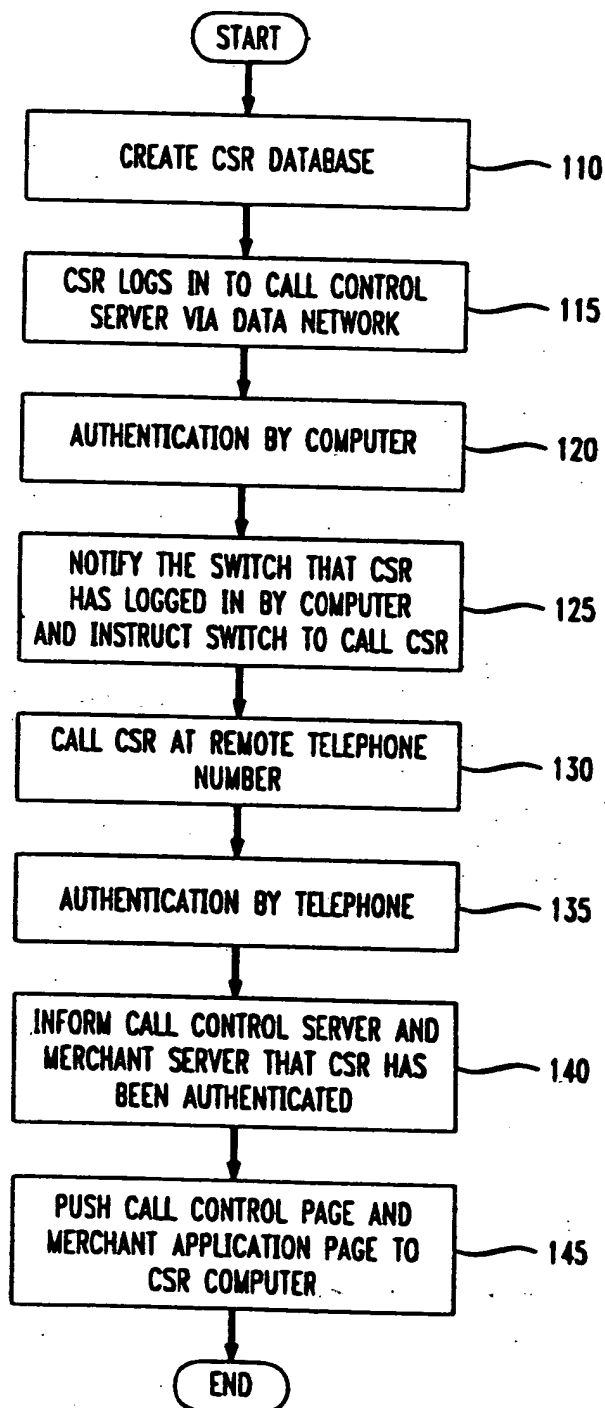 START
CREATE CSR DATABASE
110
CSR LOGS IN TO CALL CONTROL
SERVER VIA DATA NETWORK
115
AUTHENTICATION BY COMPUTER
120
NOTIFY THE SWITCH THAT CSR
HAS LOGGED IN BY COMPUTER
AND INSTRUCT SWITCH TO CALL CSR
125
CALL CSR AT REMOTE TELEPHONE
NUMBER
130
AUTHENTICATION BY TELEPHONE
135
INFORM CALL CONTROL SERVER AND
MERCHANT SERVER THAT CSR HAS
BEEN AUTHENTICATED
140
PUSH CALL CONTROL PAGE AND
MERCHANT APPLICATION PAGE TO
CSR COMPUTER
145
END